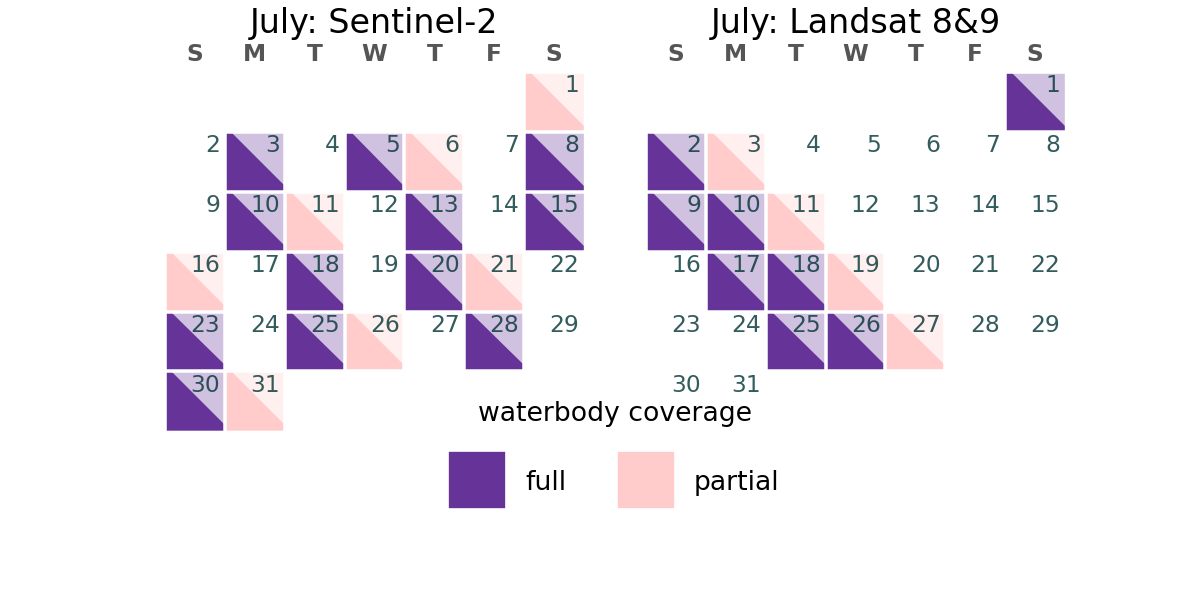 July: Sentinel-2
S M T W T F S
1
2 3 4 5 6 7 8
9 10 11 12 13 14 15
16 17 18 19 20 21 22
23 24 25 26 27 28 29
30 31
July: Landsat 8&9
S M T W T F S
1
2 3 4 5 6 7 8
9 10 11 12 13 14 15
16 17 18 19 20 21 22
23 24 25 26 27 28 29
30 31
waterbody coverage
full
partial